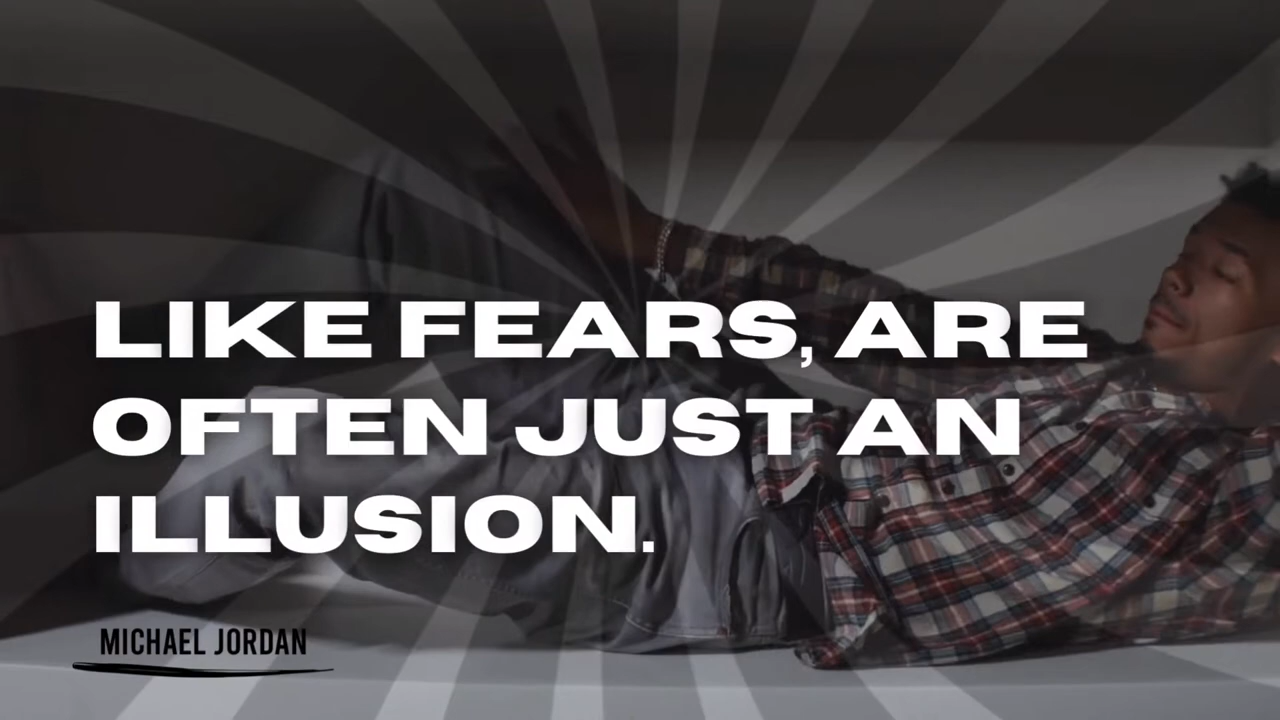 LIKE FEARS, ARE
OFTEN JUST AN
ILLUSION.
MICHAEL JORDAN